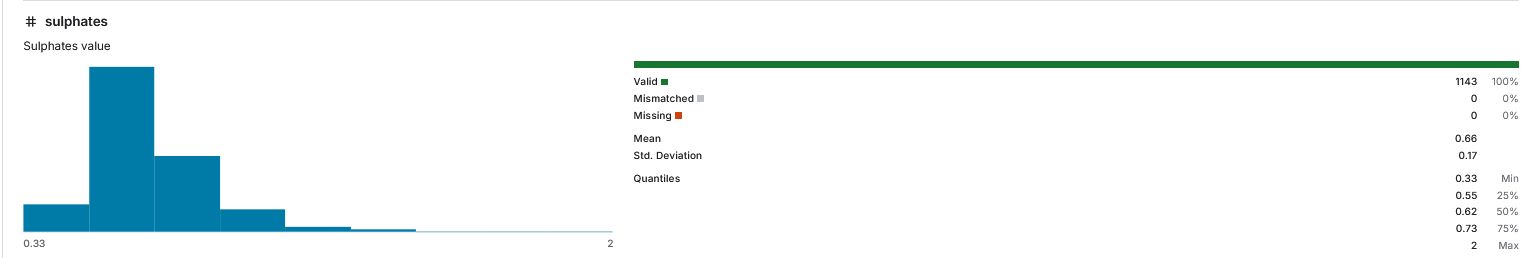 # sulphates
Sulphates value
0.33 2
Valid 1143 100%
Mismatched 0 0%
Missing 0 0%
Mean 0.66
Std. Deviation 0.17
Quantiles 0.33 Min
0.55 25%
0.62 50%
0.73 75%
2 Max